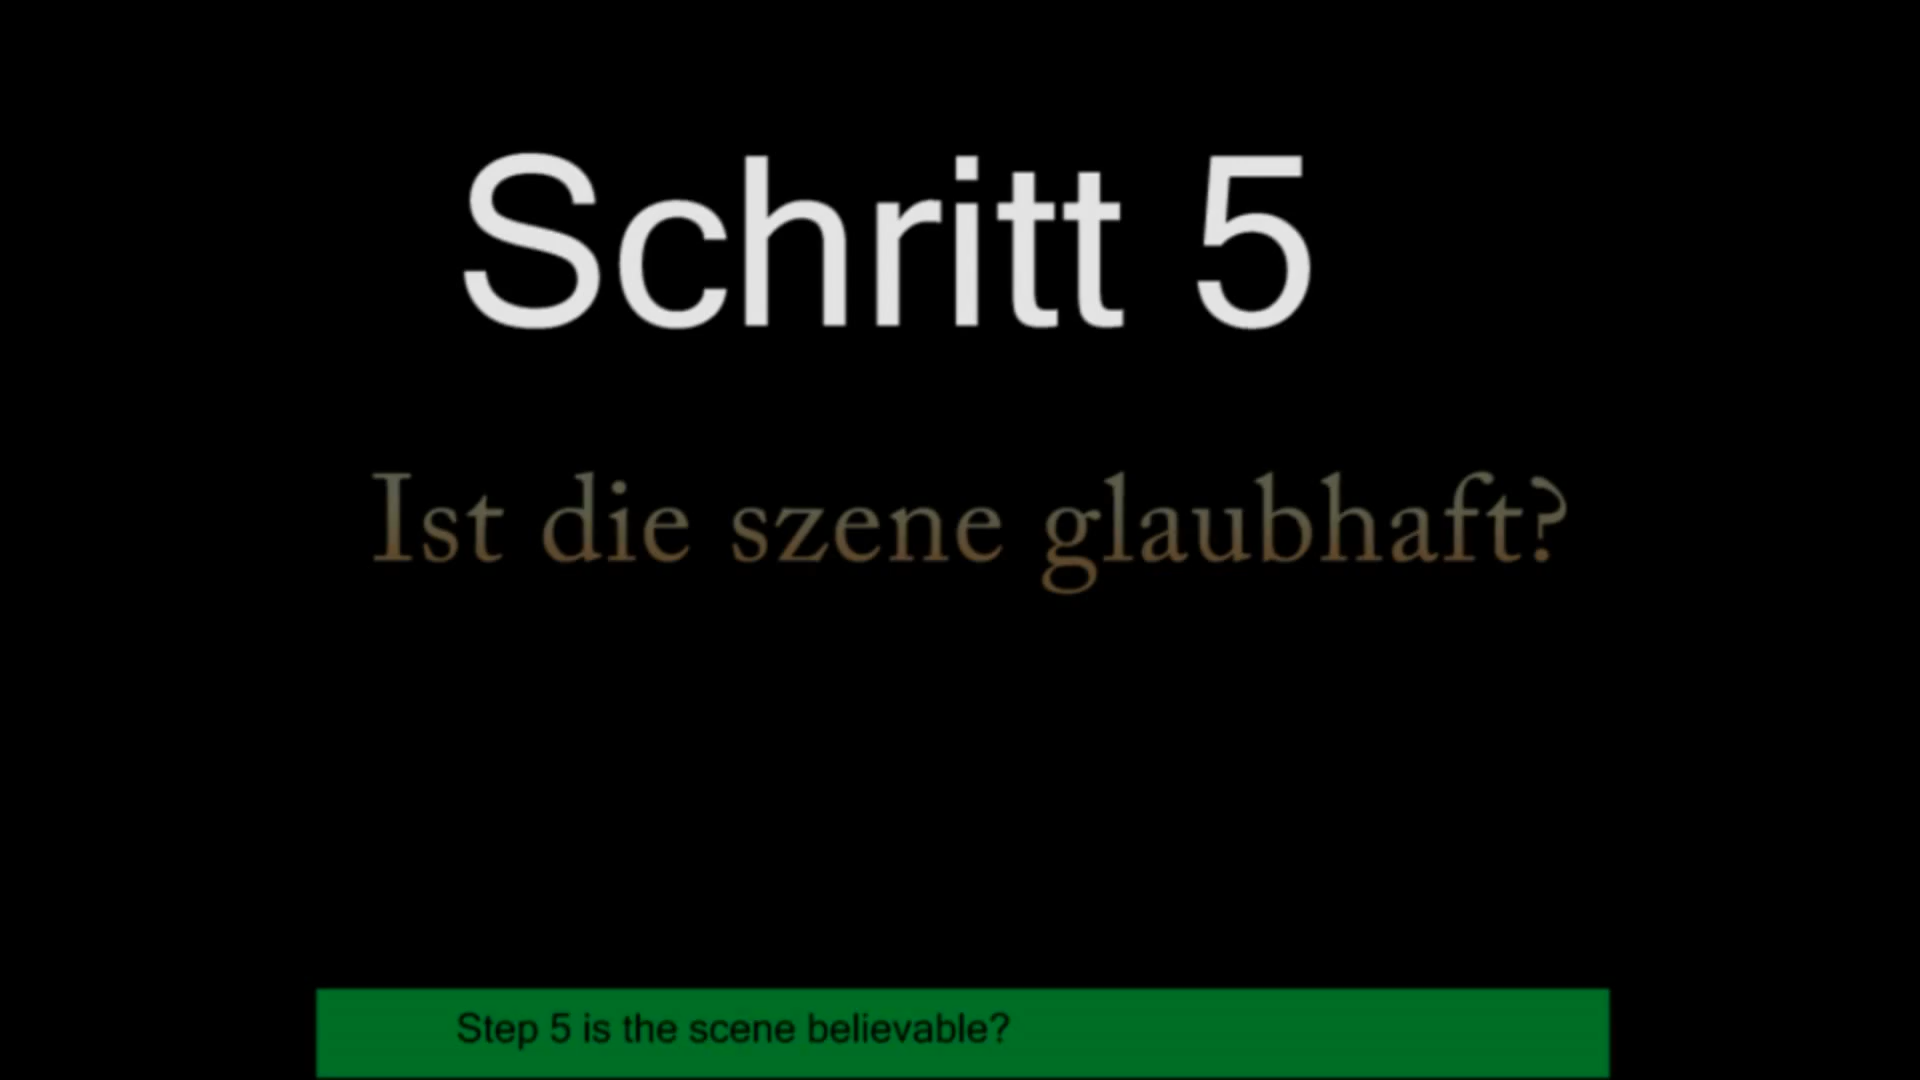 Schritt 5
Ist die szene glaubhaft?
Step 5 is the scene believable?